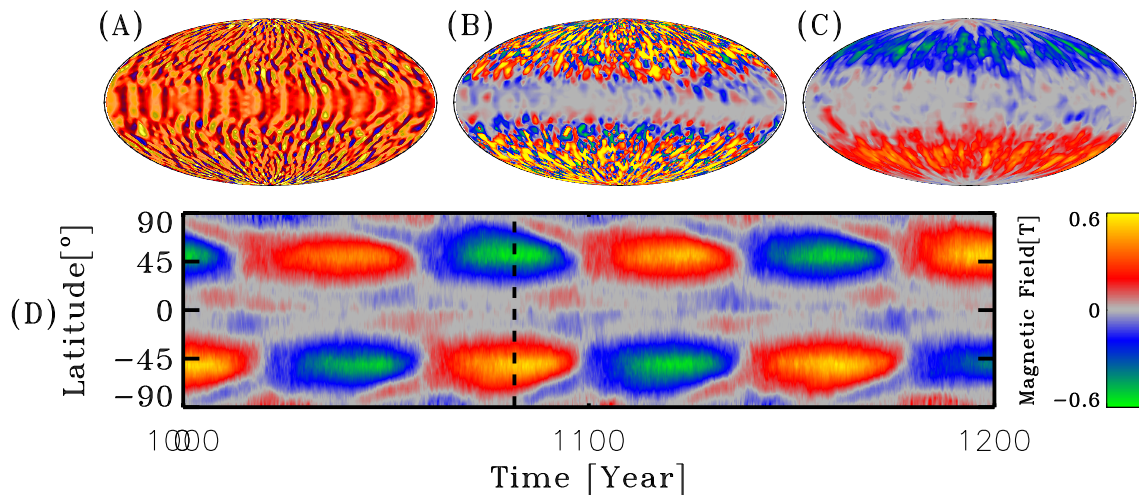 (A) (B) (C)
(D)
Latitude[º]
90
45
0
−45
−90
1000 1100 1200
Time [Year]
Magnetic Field[T]
0.6
0
−0.6